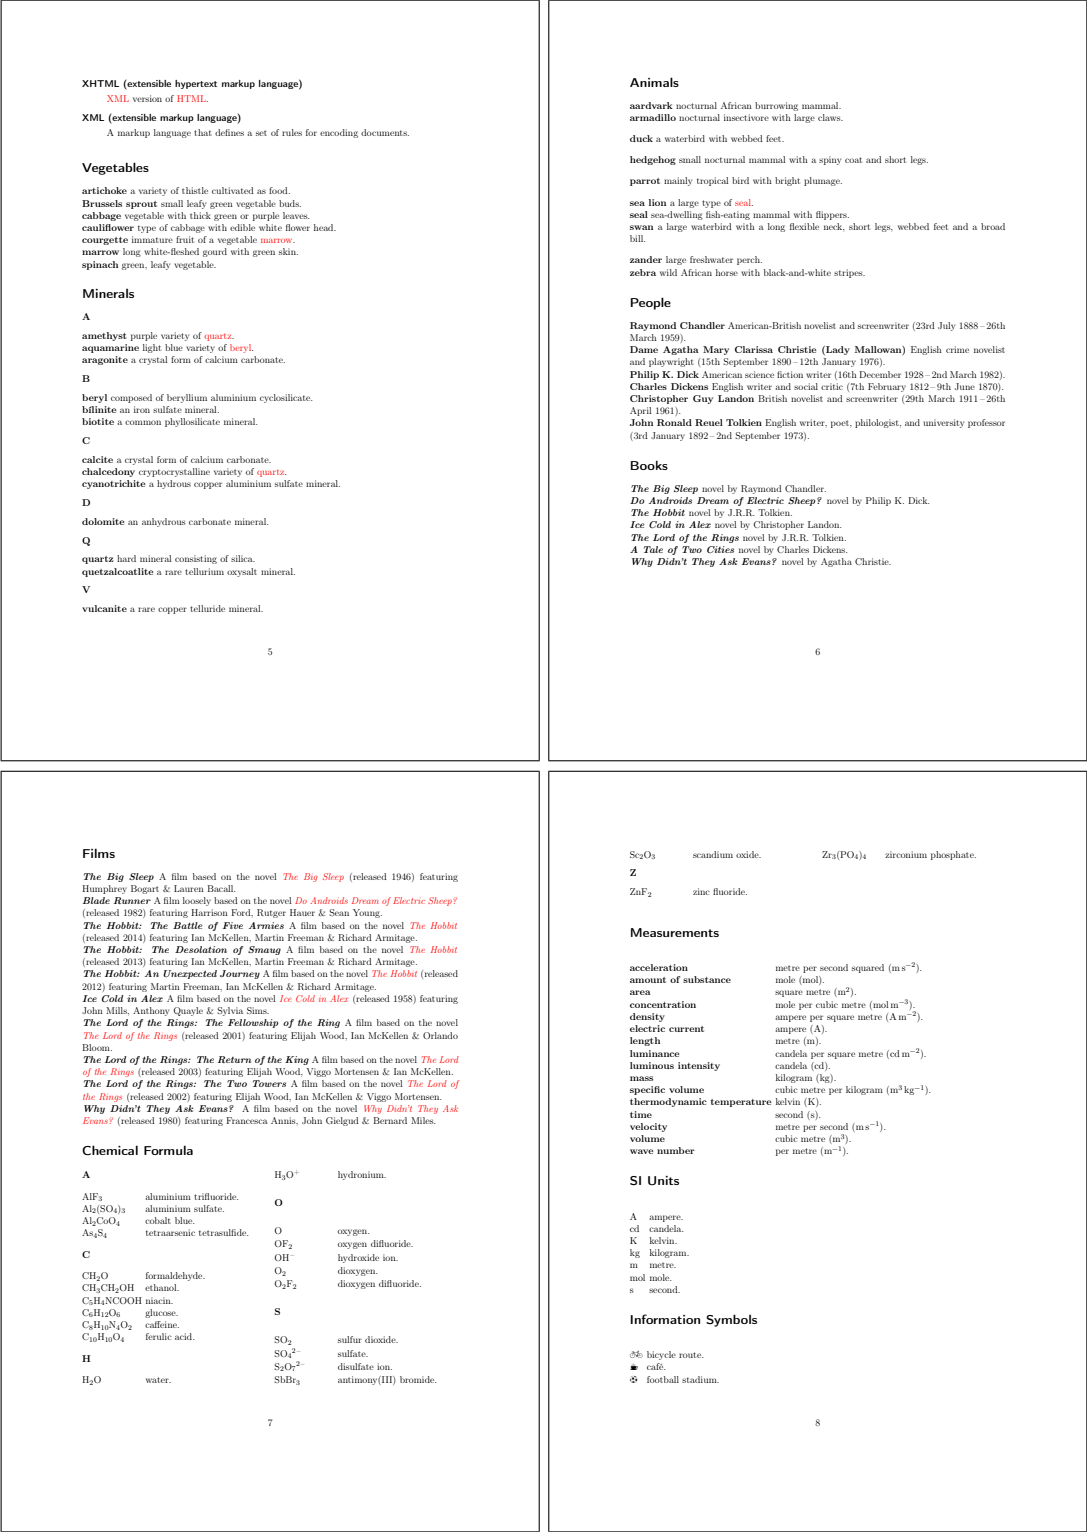 XHTML (extensible hypertext markup language)
XML version of HTML.
XML (extensible markup language)
A markup language that defines a set of rules for encoding documents.
Vegetables
artichoke a variety of thistle cultivated as food.
Brussels sprout small leafy green vegetable buds.
cabbage vegetable with thick green or purple leaves.
cauliflower type of cabbage with edible white flower head.
courgette immature fruit of a vegetable marrow.
marrow long white-fleshed gourd with green skin.
spinach green, leafy vegetable.
Minerals
A
amethyst purple variety of quartz.
aquamarine light blue variety of beryl.
aragonite a crystal form of calcium carbonate.
B
beryl composed of beryllium aluminium cyclosilicate.
bílinite an iron sulfate mineral.
biotite a common phyllosilicate mineral.
C
calcite a crystal form of calcium carbonate.
chalcedony cryptocrystalline variety of quartz.
cyanotrichite a hydrous copper aluminium sulfate mineral.
D
dolomite an anhydrous carbonate mineral.
Q
quartz hard mineral consisting of silica.
quetzalcoatlite a rare tellurium oxysalt mineral.
V
vulcanite a rare copper telluride mineral.
5
Animals
aardvark nocturnal African burrowing mammal.
armadillo nocturnal insectivore with large claws.
duck a waterbird with webbed feet.
hedgehog small nocturnal mammal with a spiny coat and short legs.
parrot mainly tropical bird with bright plumage.
sea lion a large type of seal.
seal sea-dwelling fish-eating mammal with flippers.
swan a large waterbird with a long flexible neck, short legs, webbed feet and a broad
bill.
zander large freshwater perch.
zebra wild African horse with black-and-white stripes.
People
Raymond Chandler American-British novelist and screenwriter (23rd July 1888 – 26th
March 1959).
Dame Agatha Mary Clarissa Christie (Lady Mallowan) English crime novelist
and playwright (15th September 1890 – 12th January 1976).
Philip K. Dick American science fiction writer (16th December 1928 – 2nd March 1982).
Charles Dickens English writer and social critic (7th February 1812 – 9th June 1870).
Christopher Guy Landon British novelist and screenwriter (29th March 1911 – 26th
April 1961).
John Ronald Reuel Tolkien English writer, poet, philologist, and university professor
(3rd January 1892 – 2nd September 1973).
Books
The Big Sleep novel by Raymond Chandler.
Do Androids Dream of Electric Sheep? novel by Philip K. Dick.
The Hobbit novel by J.R.R. Tolkien.
Ice Cold in Alex novel by Christopher Landon.
The Lord of the Rings novel by J.R.R. Tolkien.
A Tale of Two Cities novel by Charles Dickens.
Why Didn't They Ask Evans? novel by Agatha Christie.
6
Films
The Big Sleep A film based on the novel The Big Sleep (released 1946) featuring
Humphrey Bogart & Lauren Bacall.
Blade Runner A film loosely based on the novel Do Androids Dream of Electric Sheep?
(released 1982) featuring Harrison Ford, Rutger Hauer & Sean Young.
The Hobbit: The Battle of Five Armies A film based on the novel The Hobbit
(released 2014) featuring Ian McKellen, Martin Freeman & Richard Armitage.
The Hobbit: The Desolation of Smaug A film based on the novel The Hobbit
(released 2013) featuring Ian McKellen, Martin Freeman & Richard Armitage.
The Hobbit: An Unexpected Journey A film based on the novel The Hobbit (released
2012) featuring Martin Freeman, Ian McKellen & Richard Armitage.
Ice Cold in Alex A film based on the novel Ice Cold in Alex (released 1958) featuring
John Mills, Anthony Quayle & Sylvia Sims.
The Lord of the Rings: The Fellowship of the Ring A film based on the novel
The Lord of the Rings (released 2001) featuring Elijah Wood, Ian McKellen & Orlando
Bloom.
The Lord of the Rings: The Return of the King A film based on the novel The Lord
of the Rings (released 2003) featuring Elijah Wood, Viggo Mortensen & Ian McKellen.
The Lord of the Rings: The Two Towers A film based on the novel The Lord of
the Rings (released 2002) featuring Elijah Wood, Ian McKellen & Viggo Mortensen.
Why Didn't They Ask Evans? A film based on the novel Why Didn't They Ask
Evans? (released 1980) featuring Francesca Annis, John Gielgud & Bernard Miles.
Chemical Formula
A
AlF₃ aluminium trifluoride.
Al₂(SO₄)₃ aluminium sulfate.
Al₂CoO₄ cobalt blue.
As₄S₄ tetraarsenic tetrasulfide.
C
CH₂O formaldehyde.
CH₃CH₂OH ethanol.
C₅H₄NCOOH niacin.
C₆H₁₂O₆ glucose.
C₈H₁₀N₄O₂ caffeine.
C₁₀H₁₀O₄ ferulic acid.
H
H₂O water.
H₃O⁺ hydronium.
O
O oxygen.
OF₂ oxygen difluoride.
OH⁻ hydroxide ion.
O₂ dioxygen.
O₂F₂ dioxygen difluoride.
S
SO₂ sulfur dioxide.
SO₄²⁻ sulfate.
S₂O₇²⁻ disulfate ion.
SbBr₃ antimony(III) bromide.
7
Sc₂O₃ scandium oxide.
Z
ZnF₂ zinc fluoride.
Zr₃(PO₄)₄ zirconium phosphate.
Measurements
acceleration metre per second squared (m s⁻²).
amount of substance mole (mol).
area square metre (m²).
concentration mole per cubic metre (mol m⁻³).
density ampere per square metre (A m⁻²).
electric current ampere (A).
length metre (m).
luminance candela per square metre (cd m⁻²).
luminous intensity candela (cd).
mass kilogram (kg).
specific volume cubic metre per kilogram (m³ kg⁻¹).
thermodynamic temperature kelvin (K).
time second (s).
velocity metre per second (m s⁻¹).
volume cubic metre (m³).
wave number per metre (m⁻¹).
SI Units
A ampere.
cd candela.
K kelvin.
kg kilogram.
m metre.
mol mole.
s second.
Information Symbols
bicycle route.
café.
football stadium.
8